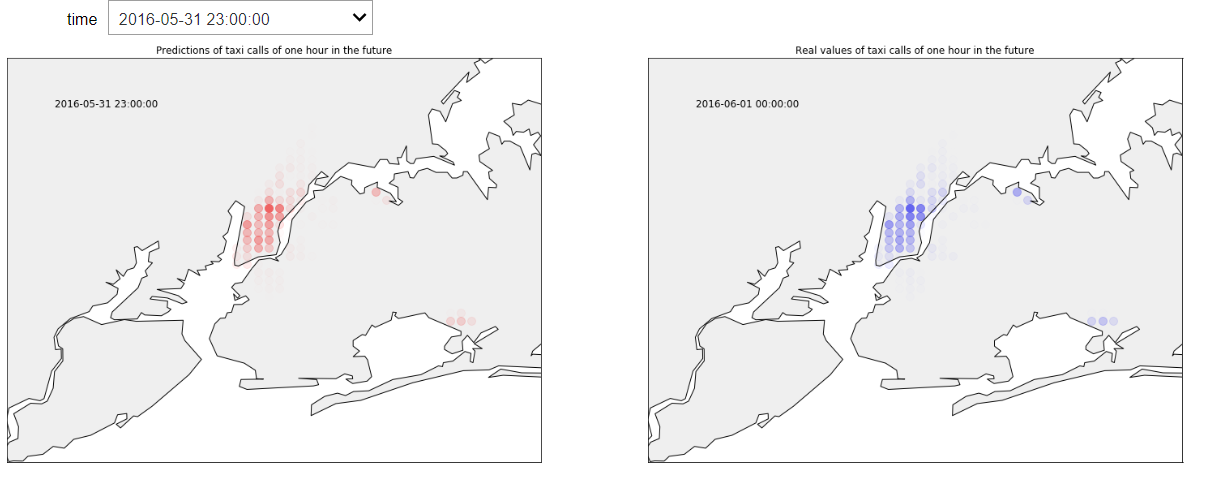 time 2016-05-31 23:00:00
Predictions of taxi calls of one hour in the future
Real values of taxi calls of one hour in the future
2016-05-31 23:00:00
2016-06-01 00:00:00